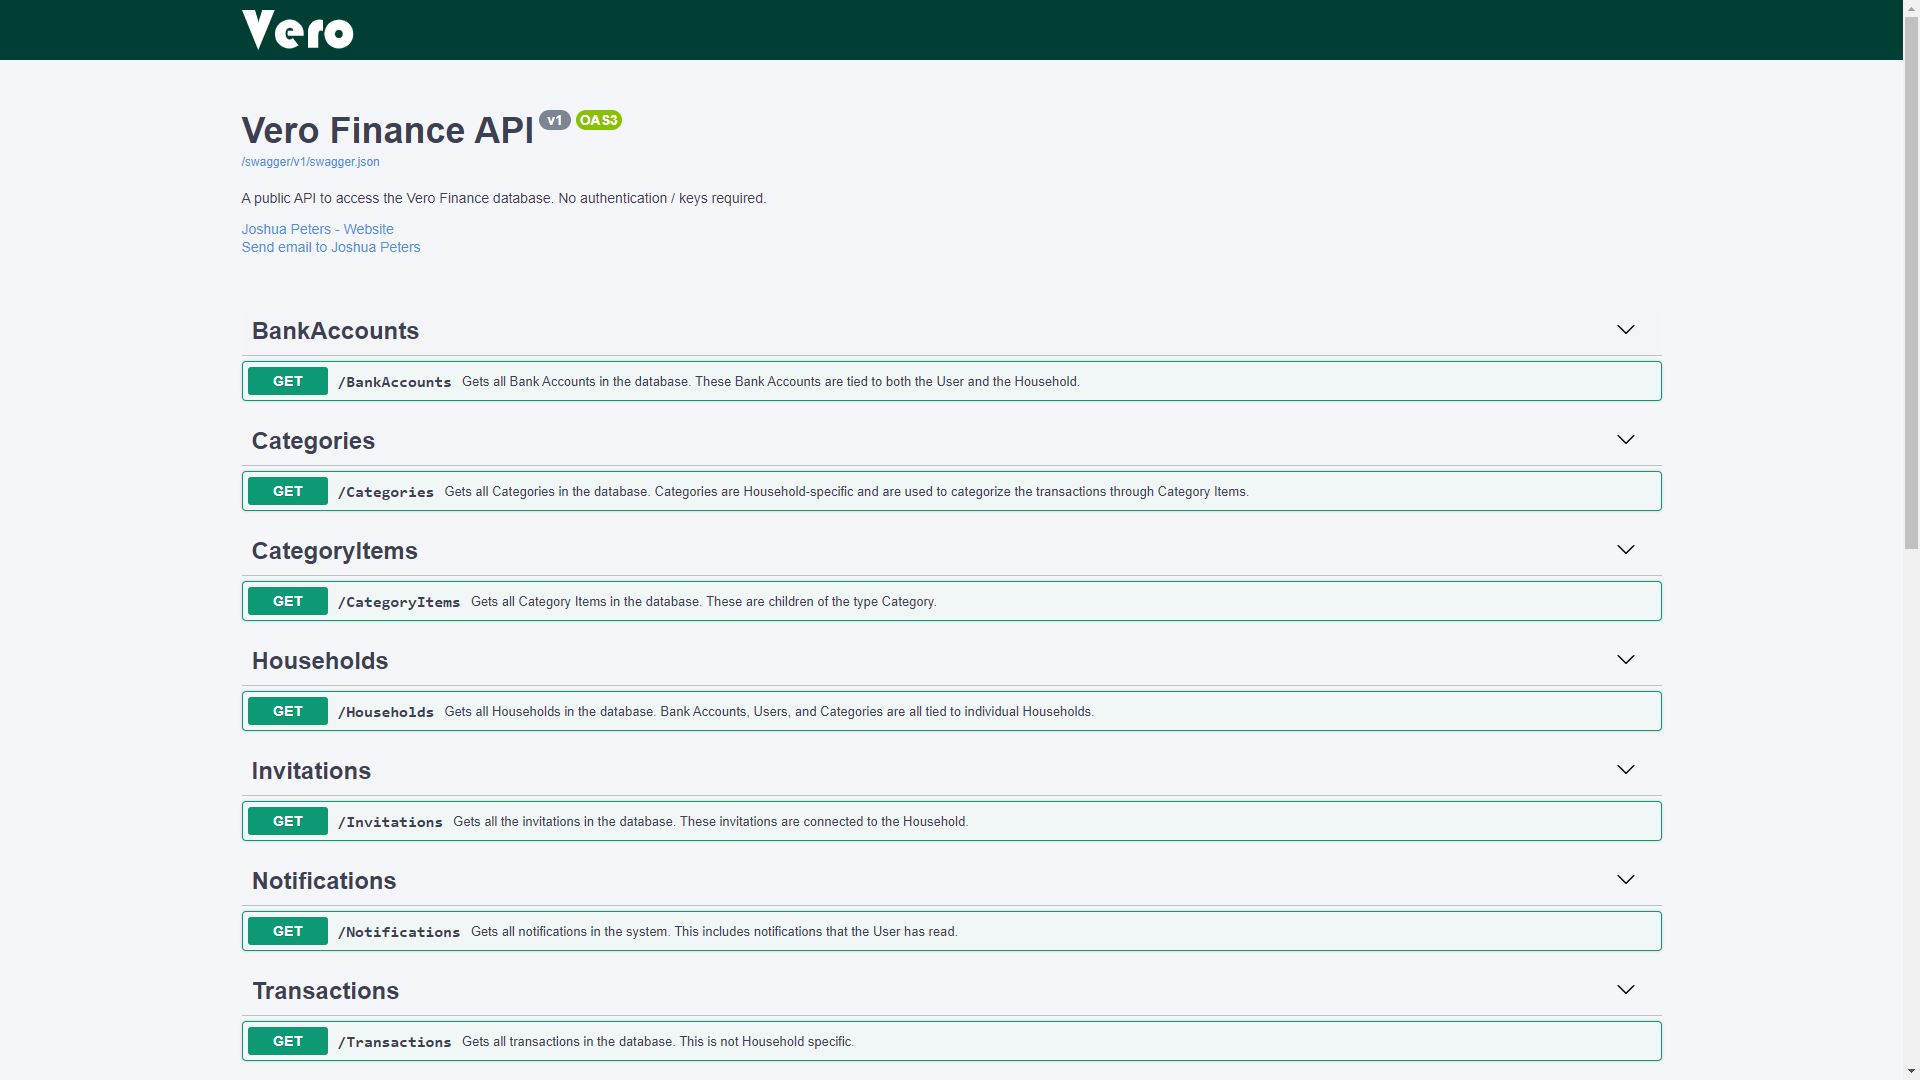 Vero
Vero Finance API v1 OAS3
/swagger/v1/swagger.json
A public API to access the Vero Finance database. No authentication / keys required.
Joshua Peters - Website
Send email to Joshua Peters
BankAccounts
GET /BankAccounts Gets all Bank Accounts in the database. These Bank Accounts are tied to both the User and the Household.
Categories
GET /Categories Gets all Categories in the database. Categories are Household-specific and are used to categorize the transactions through Category Items.
CategoryItems
GET /CategoryItems Gets all Category Items in the database. These are children of the type Category.
Households
GET /Households Gets all Households in the database. Bank Accounts, Users, and Categories are all tied to individual Households.
Invitations
GET /Invitations Gets all the invitations in the database. These invitations are connected to the Household.
Notifications
GET /Notifications Gets all notifications in the system. This includes notifications that the User has read.
Transactions
GET /Transactions Gets all transactions in the database. This is not Household specific.